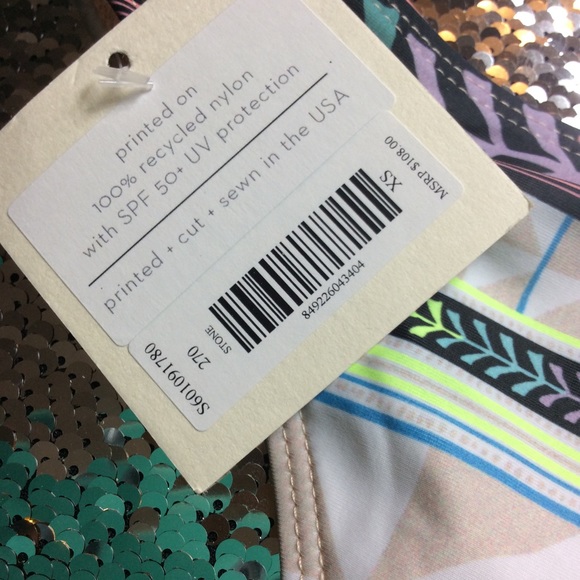 printed on
100% recycled nylon
with SPF 50+ UV protection
printed + cut + sewn in the USA
MSRP $108.00
XS
849226043404
STONE
270
S601091780